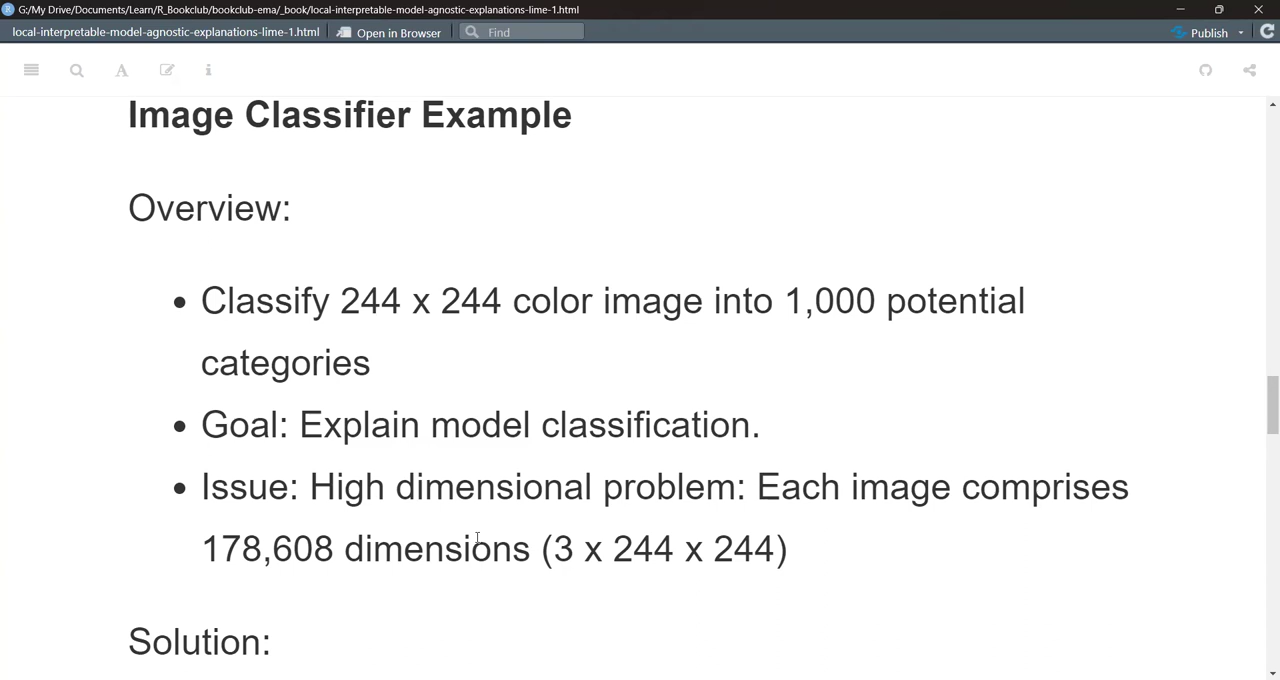 G:/My Drive/Documents/Learn/R_Bookclub/bookclub-ema/_book/local-interpretable-model-agnostic-explanations-lime-1.html
local-interpretable-model-agnostic-explanations-lime-1.html Open in Browser Find Publish
Image Classifier Example
Overview:
• Classify 244 x 244 color image into 1,000 potential
categories
• Goal: Explain model classification.
• Issue: High dimensional problem: Each image comprises
178,608 dimensions (3 x 244 x 244)
Solution: